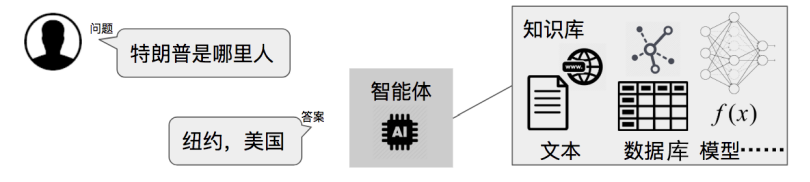 问题
特朗普是哪里人
答案
纽约，美国
智能体
AI
知识库
www.
f(x)
文本
数据库
模型……